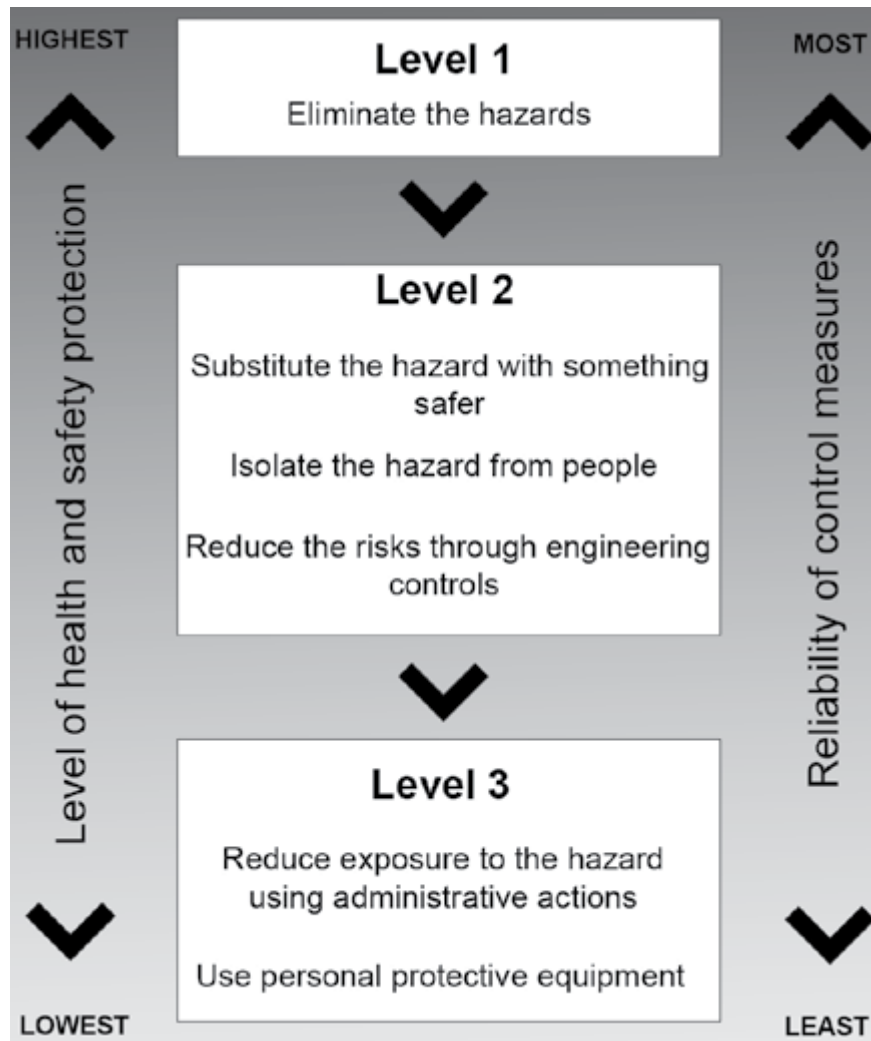 HIGHEST
MOST
Level 1
Eliminate the hazards
Level of health and safety protection
Reliability of control measures
Level 2
Substitute the hazard with something
safer
Isolate the hazard from people
Reduce the risks through engineering
controls
Level 3
Reduce exposure to the hazard
using administrative actions
Use personal protective equipment
LOWEST
LEAST